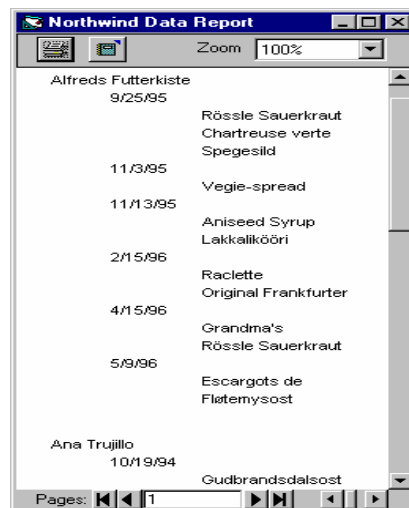 Northwind Data Report
Zoom 100%
Alfreds Futterkiste
9/25/95
Rössle Sauerkraut
Chartreuse verte
Spegesild
11/3/95
Vegie-spread
11/13/95
Aniseed Syrup
Lakkalikööri
2/15/96
Raclette
Original Frankfurter
4/15/96
Grandma's
Rössle Sauerkraut
5/9/96
Escargots de
Fløtemysost
Ana Trujillo
10/19/94
Gudbrandsdalsost
Pages: 1